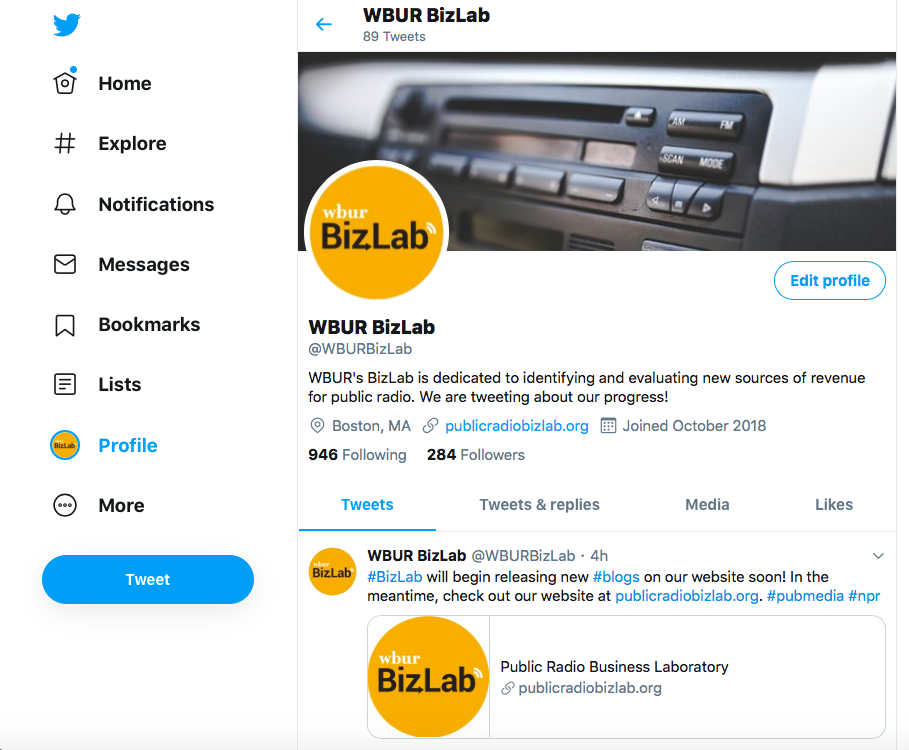 WBUR BizLab
89 Tweets
Home
Explore
Notifications
Messages
Bookmarks
Lists
BizLab
Profile
More
Tweet
AM FM
SCAN MODE
wbur
BizLab
Edit profile
WBUR BizLab
@WBURBizLab
WBUR's BizLab is dedicated to identifying and evaluating new sources of revenue
for public radio. We are tweeting about our progress!
Boston, MA publicradiobizlab.org Joined October 2018
946 Following 284 Followers
Tweets Tweets & replies Media Likes
wbur
BizLab
WBUR BizLab @WBURBizLab · 4h
#BizLab will begin releasing new #blogs on our website soon! In the
meantime, check out our website at publicradiobizlab.org. #pubmedia #npr
wbur
BizLab
Public Radio Business Laboratory
publicradiobizlab.org